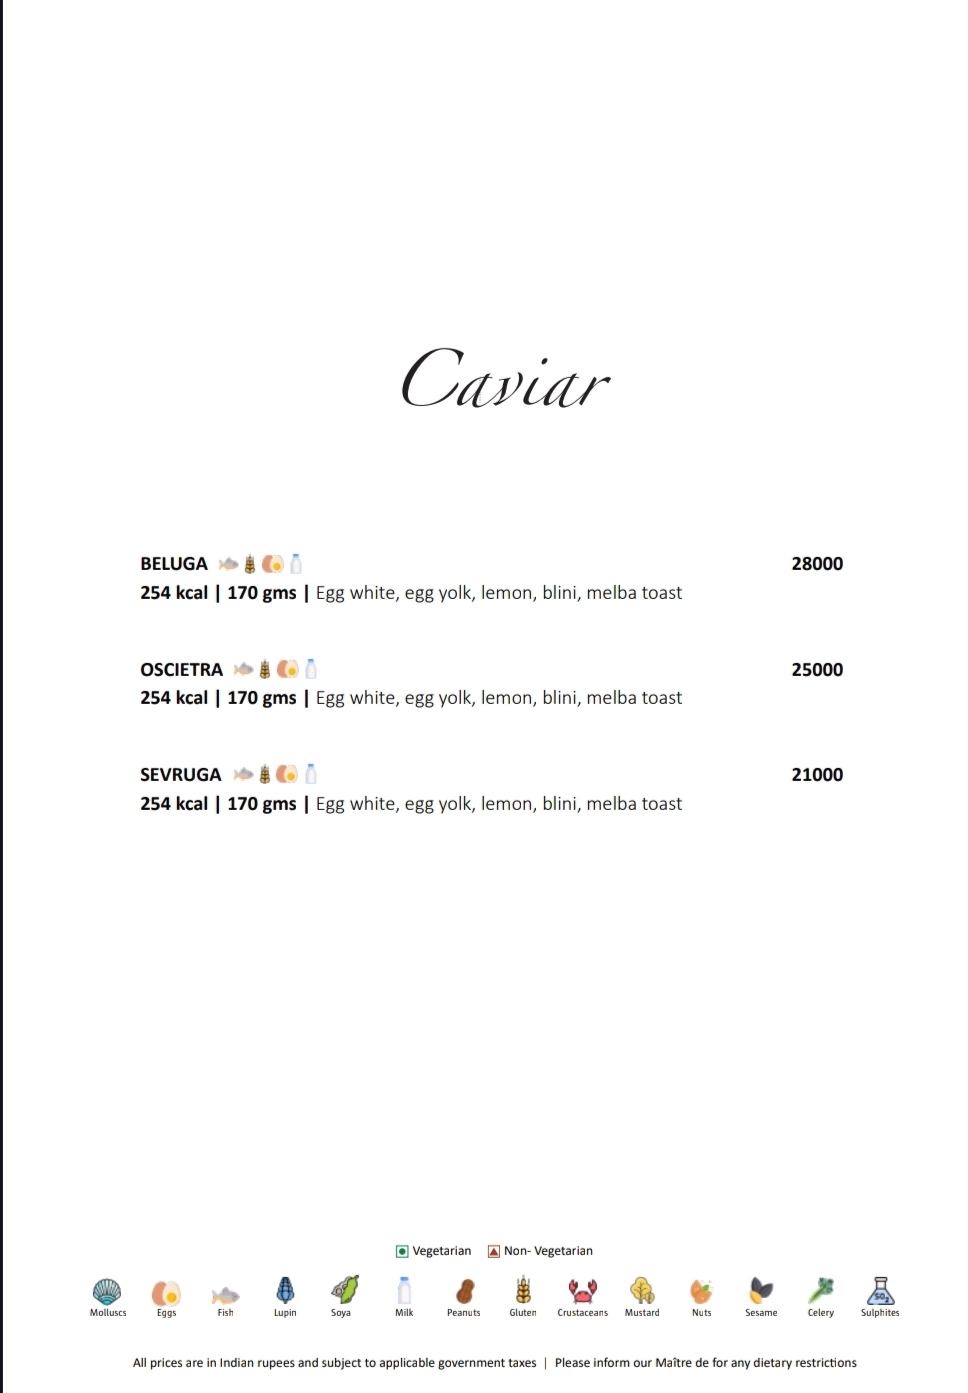 Caviar
BELUGA 28000
254 kcal | 170 gms | Egg white, egg yolk, lemon, blini, melba toast
OSCIETRA 25000
254 kcal | 170 gms | Egg white, egg yolk, lemon, blini, melba toast
SEVRUGA 21000
254 kcal | 170 gms | Egg white, egg yolk, lemon, blini, melba toast
Vegetarian Non- Vegetarian
SO₂
Molluscs Eggs Fish Lupin Soya Milk Peanuts Gluten Crustaceans Mustard Nuts Sesame Celery Sulphites
All prices are in Indian rupees and subject to applicable government taxes | Please inform our Maître de for any dietary restrictions